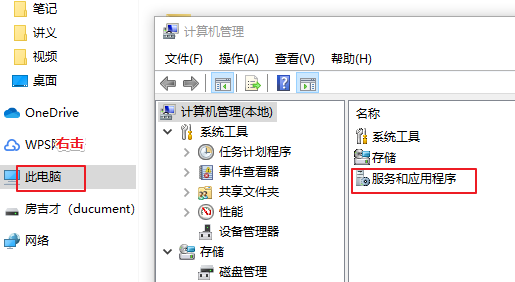 笔记
讲义
视频
桌面
OneDrive
WPS网
右击
此电脑
房吉才（ducument）
网络
计算机管理
文件(F) 操作(A) 查看(V) 帮助(H)
计算机管理(本地)
系统工具
任务计划程序
事件查看器
共享文件夹
性能
设备管理器
存储
磁盘管理
名称
系统工具
存储
服务和应用程序